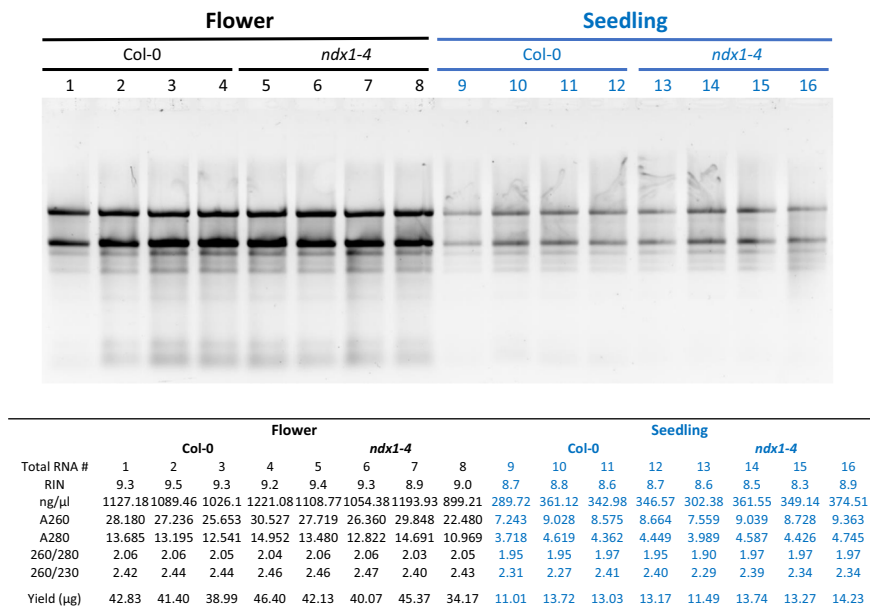 Flower Seedling
Col-0 ndx1-4 Col-0 ndx1-4
1 2 3 4 5 6 7 8 9 10 11 12 13 14 15 16
Flower Seedling
Col-0 ndx1-4 Col-0 ndx1-4
Total RNA # 1 2 3 4 5 6 7 8 9 10 11 12 13 14 15 16
RIN 9.3 9.5 9.3 9.2 9.4 9.3 8.9 9.0 8.7 8.8 8.6 8.7 8.6 8.5 8.3 8.9
ng/μl 1127.18 1089.46 1026.1 1221.08 1108.77 1054.38 1193.93 899.21 289.72 361.12 342.98 346.57 302.38 361.55 349.14 374.51
A260 28.180 27.236 25.653 30.527 27.719 26.360 29.848 22.480 7.243 9.028 8.575 8.664 7.559 9.039 8.728 9.363
A280 13.685 13.195 12.541 14.952 13.480 12.822 14.691 10.969 3.718 4.619 4.362 4.449 3.989 4.587 4.426 4.745
260/280 2.06 2.06 2.05 2.04 2.06 2.06 2.03 2.05 1.95 1.95 1.97 1.95 1.90 1.97 1.97 1.97
260/230 2.42 2.44 2.44 2.46 2.46 2.47 2.40 2.43 2.31 2.27 2.41 2.40 2.29 2.39 2.34 2.34
Yield (μg) 42.83 41.40 38.99 46.40 42.13 40.07 45.37 34.17 11.01 13.72 13.03 13.17 11.49 13.74 13.27 14.23